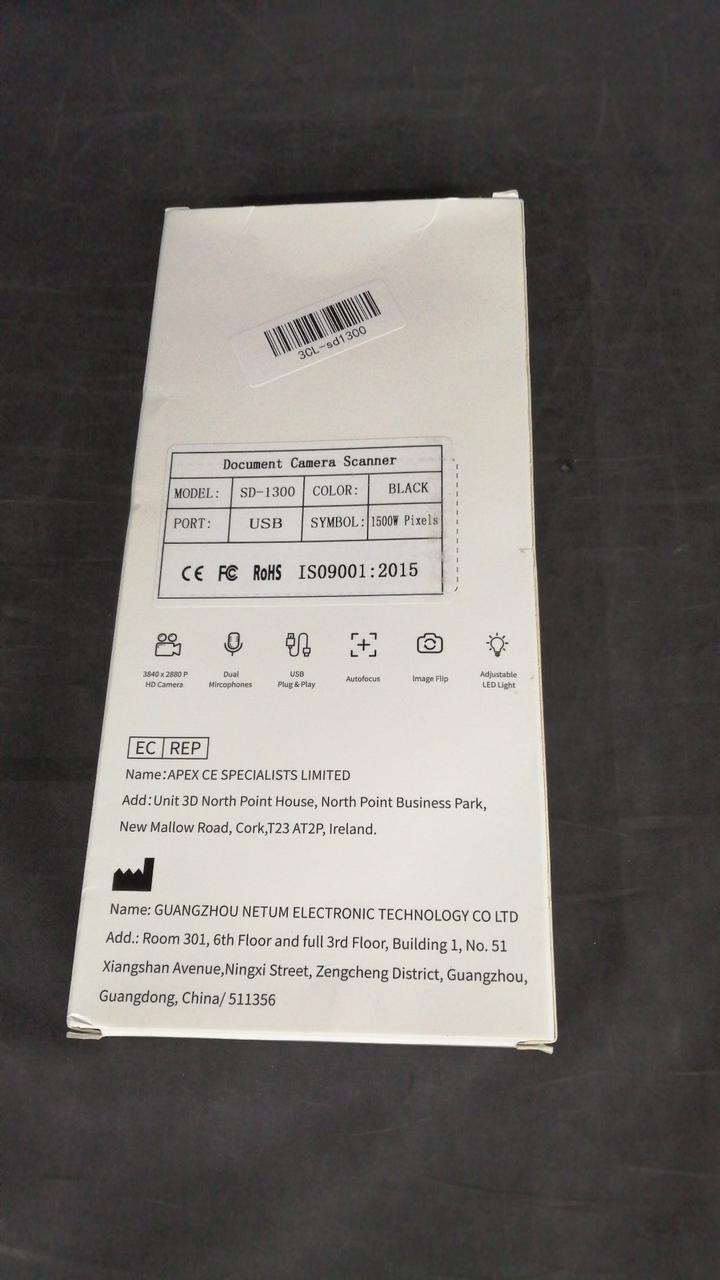 3CL-sd1300
Document Camera Scanner
MODEL: SD-1300 COLOR: BLACK
PORT: USB SYMBOL: 1500W Pixels
CE FC RoHS ISO9001:2015
3840 x 2880 P HD Camera
Dual Mircophones
USB Plug & Play
Autofocus
Image Flip
Adjustable LED Light
EC REP
Name:APEX CE SPECIALISTS LIMITED
Add:Unit 3D North Point House, North Point Business Park,
New Mallow Road, Cork,T23 AT2P, Ireland.
Name: GUANGZHOU NETUM ELECTRONIC TECHNOLOGY CO LTD
Add.: Room 301, 6th Floor and full 3rd Floor, Building 1, No. 51
Xiangshan Avenue,Ningxi Street, Zengcheng District, Guangzhou,
Guangdong, China/ 511356